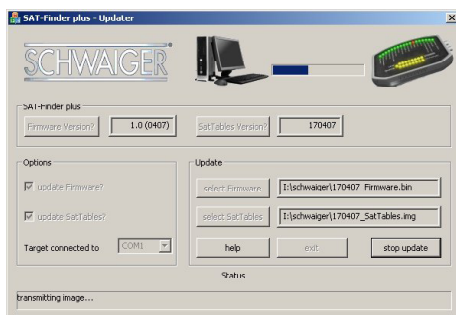 SAT-Finder plus - Updater
SCHWAIGER
SAT-Finder plus
Firmware Version?
1.0 (0407)
SatTables Version?
170407
Options
update Firmware?
update SatTables?
Target connected to
COM1
Update
select Firmware
I:\schwaiger\170407_Firmware.bin
select SatTables
I:\schwaiger\170407_SatTables.img
help
exit
stop update
Status
transmitting image...